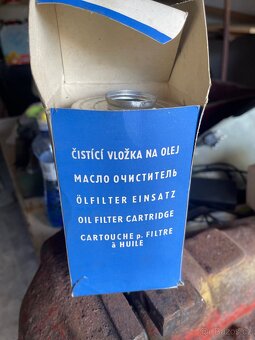 ČISTÍCÍ VLOŽKA NA OLEJ
МАСЛО ОЧИСТИТЕЛЬ
ÖLFILTER EINSATZ
OIL FILTER CARTRIDGE
CARTOUCHE p. FILTRE
à HUILE